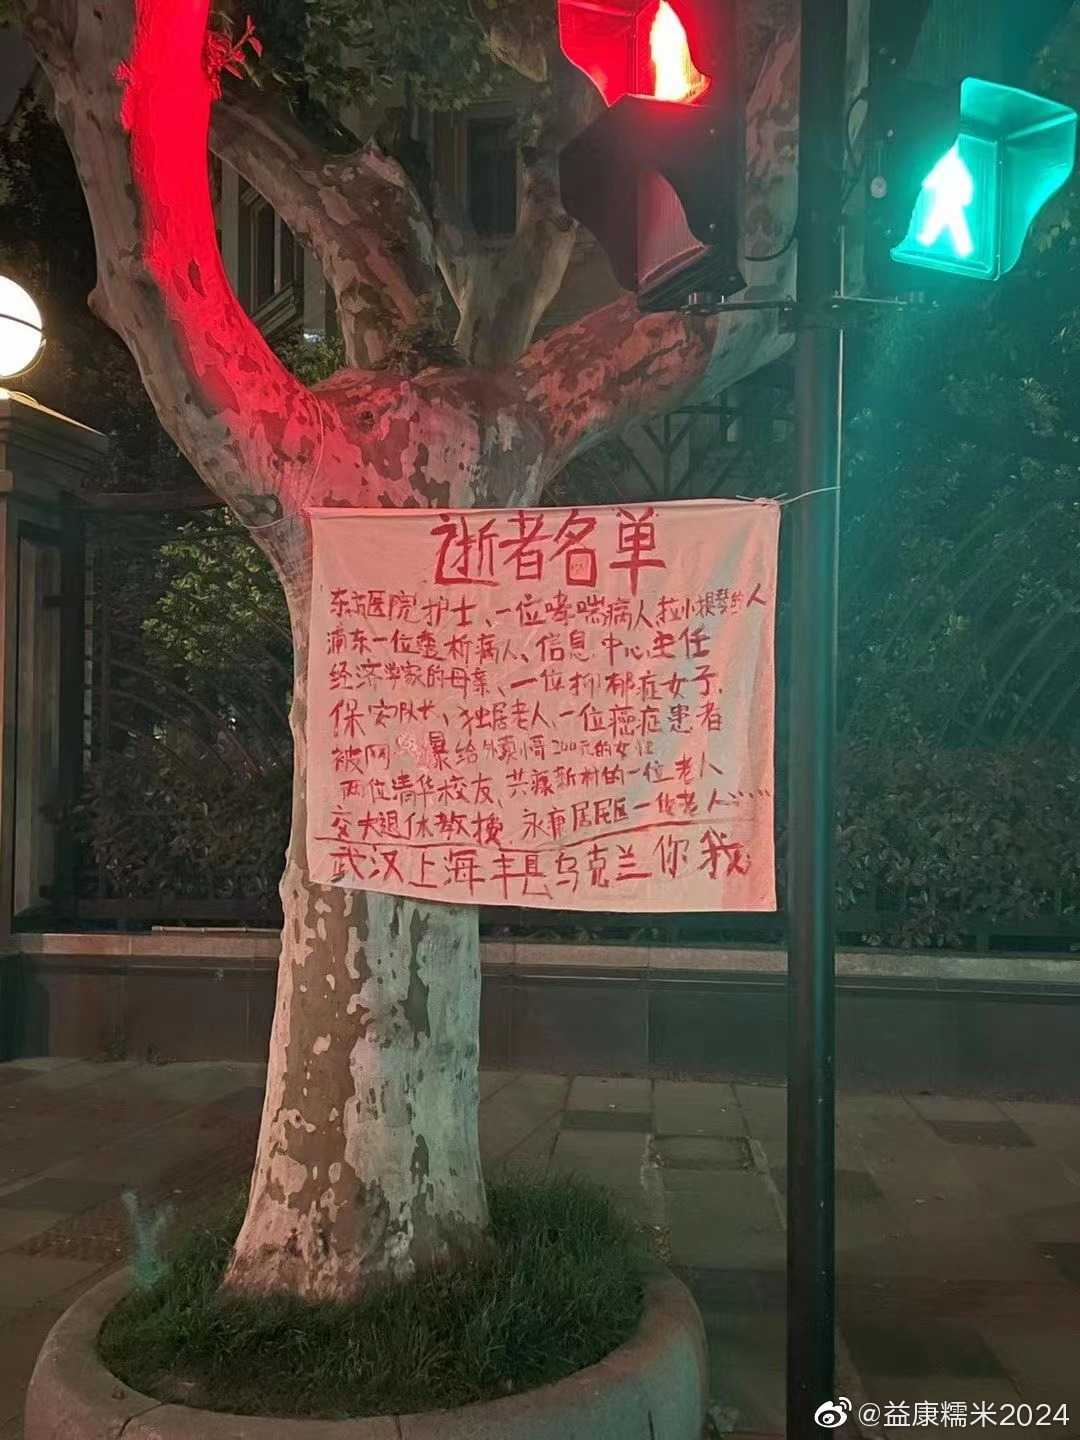 逝者名单
东方医院护士、一位哮喘病人拉小提琴的人
浦东一位透析病人、信息中心主任
经济学家的母亲、一位抑郁症女子、
保安队长、独居老人、一位癌症患者
被网暴给外卖小哥200元的女性
两位清华校友、共康新村的一位老人
交大退休教授、永康居民区一位老人……
武汉上海丰县乌克兰你我
@益康糯米2024